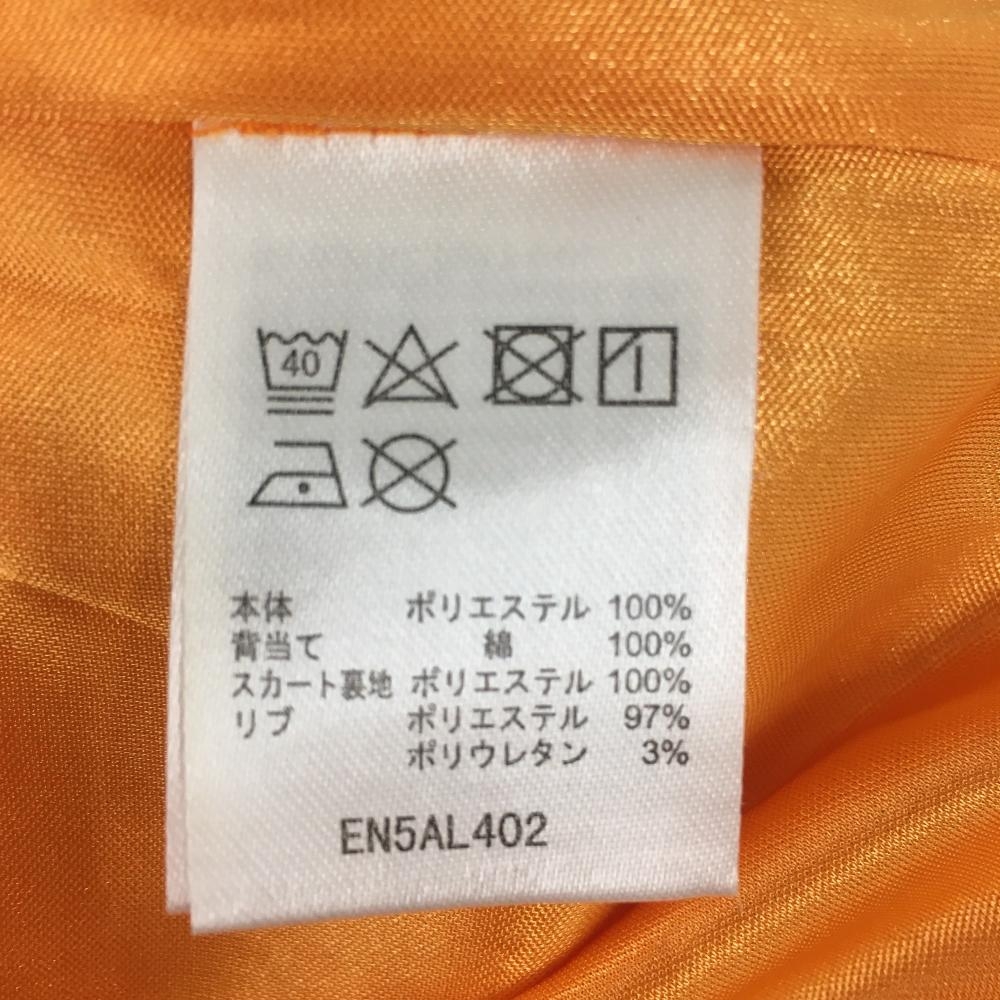 40
本体 ポリエステル 100%
背当て 綿 100%
スカート裏地 ポリエステル 100%
リブ ポリエステル 97%
ポリウレタン 3%
EN5AL402